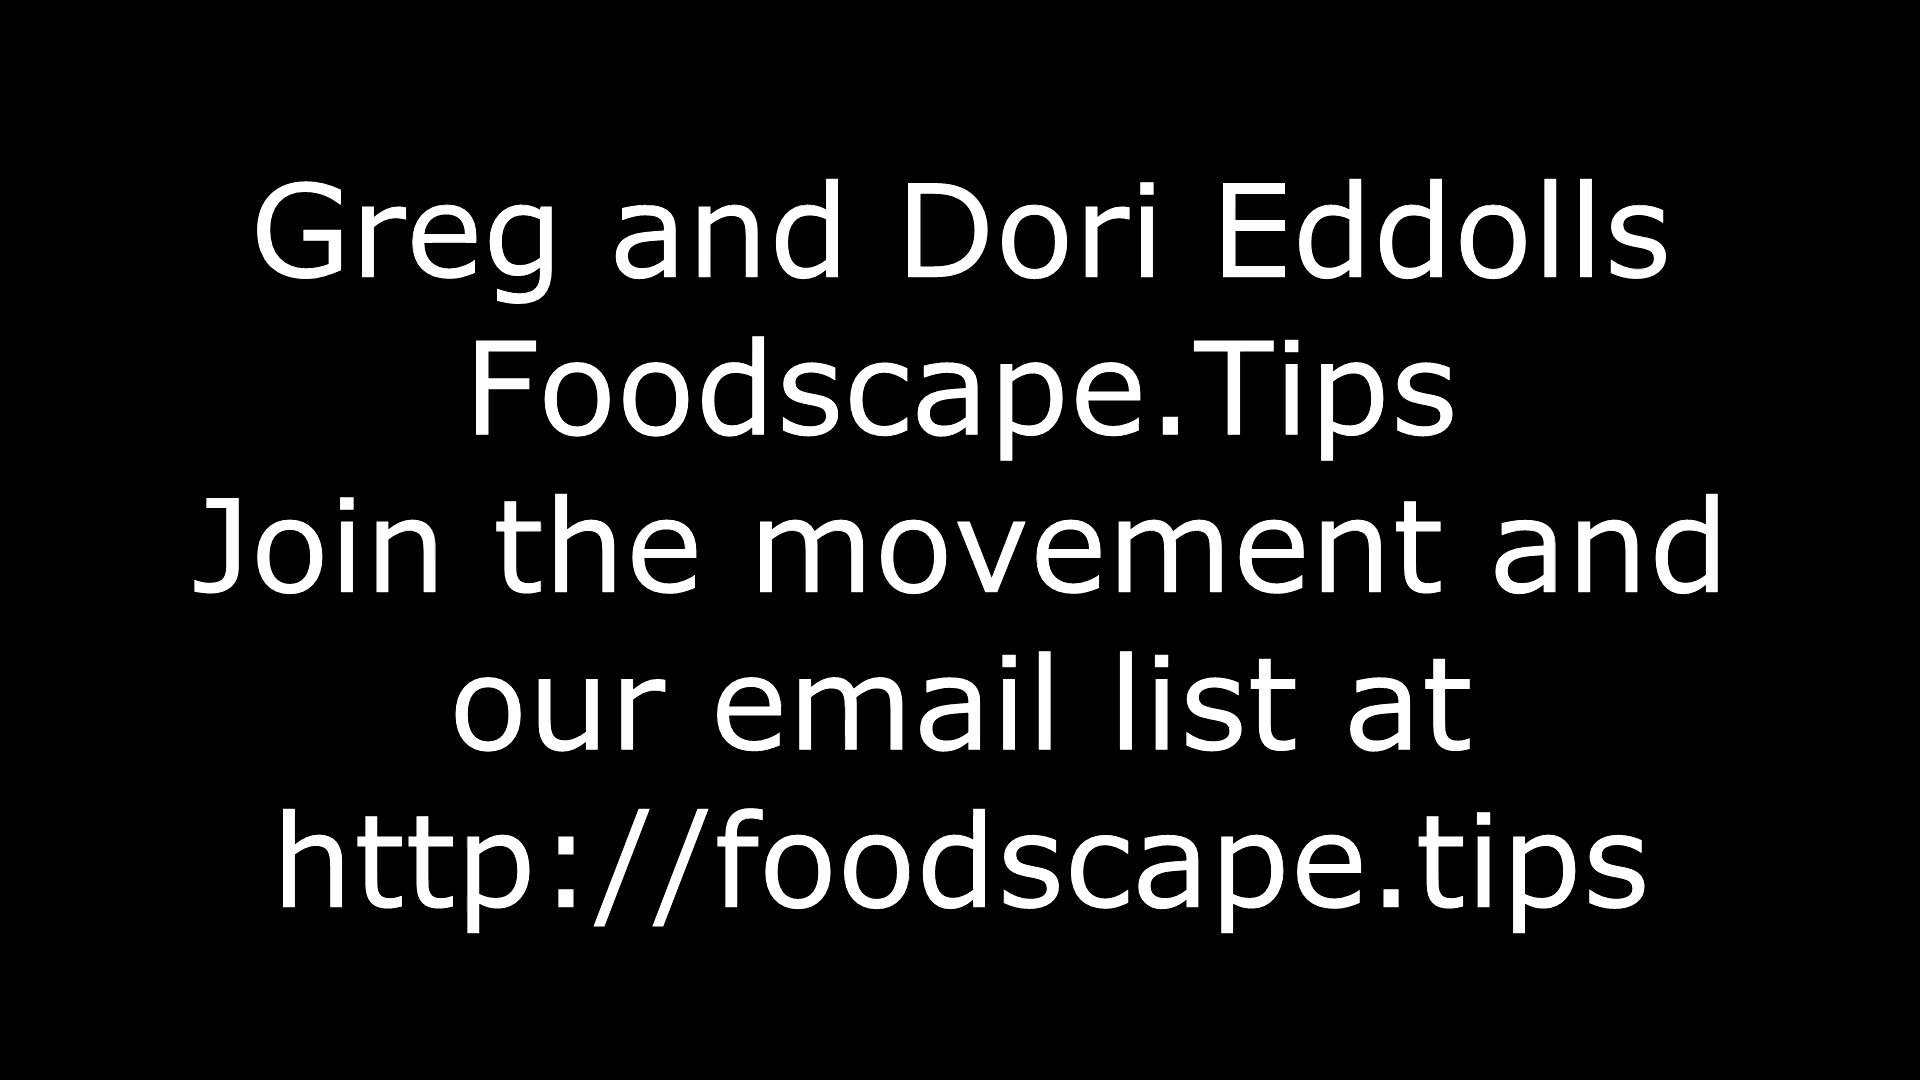 Greg and Dori Eddolls
Foodscape.Tips
Join the movement and
our email list at
http://foodscape.tips